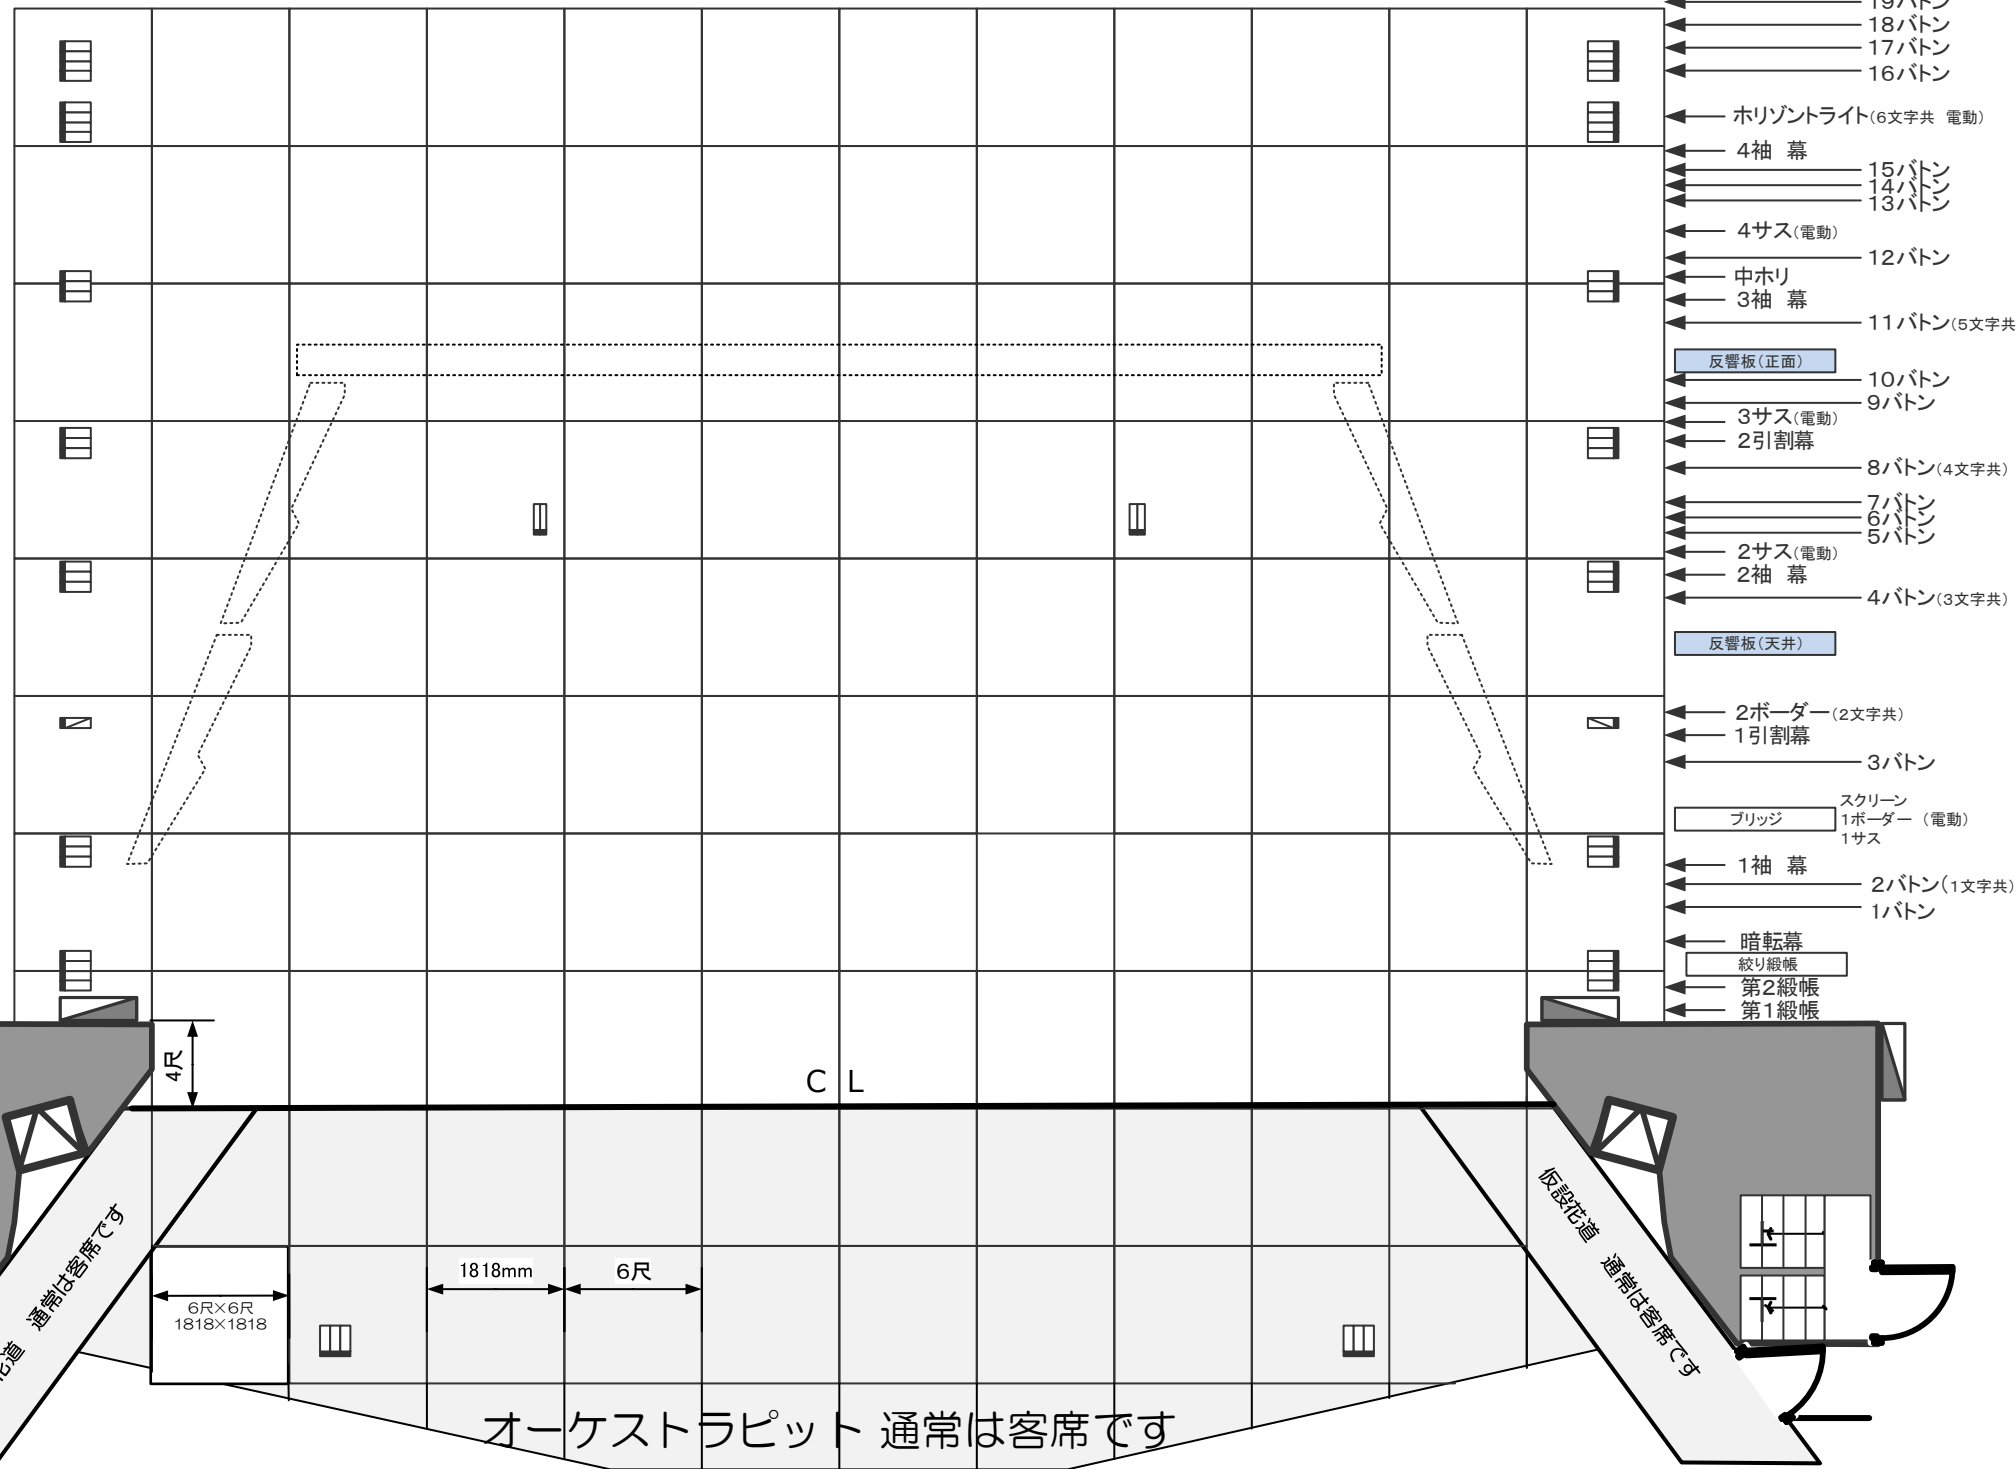 19バトン
18バトン
17バトン
16バトン
ホリゾントライト(6文字共 電動)
4袖 幕
15バトン
14バトン
13バトン
4サス(電動)
12バトン
中ホリ
3袖 幕
11バトン(5文字共
反響板(正面)
10バトン
9バトン
3サス(電動)
2引割幕
8バトン(4文字共)
7バトン
6バトン
5バトン
2サス(電動)
2袖 幕
4バトン(3文字共)
反響板(天井)
2ボーダー(2文字共)
1引割幕
3バトン
スクリーン
ブリッジ 1ボーダー (電動)
1サス
1袖 幕
2バトン(1文字共)
1バトン
暗転幕
絞り緞帳
第2緞帳
第1緞帳
4尺
C L
花道 通常は客席です
仮設花道 通常は客席です
1818mm
6尺
6尺×6尺
1818×1818
オーケストラピット 通常は客席です